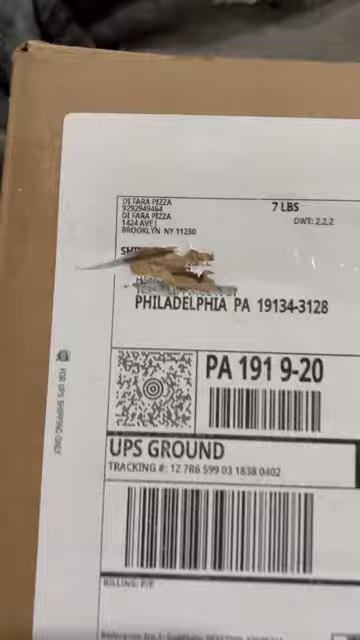 DI FARA PIZZA
9292949464
DI FARA PIZZA
1424 AVE J
BROOKLYN NY 11230
7 LBS
DWT: 2,2,2
PHILADELPHIA PA 19134-3128
FOR UPS SHIPPING ONLY
PA 191 9-20
UPS GROUND
TRACKING #: 1Z 7R6 599 03 1838 0402
BILLING: P/P